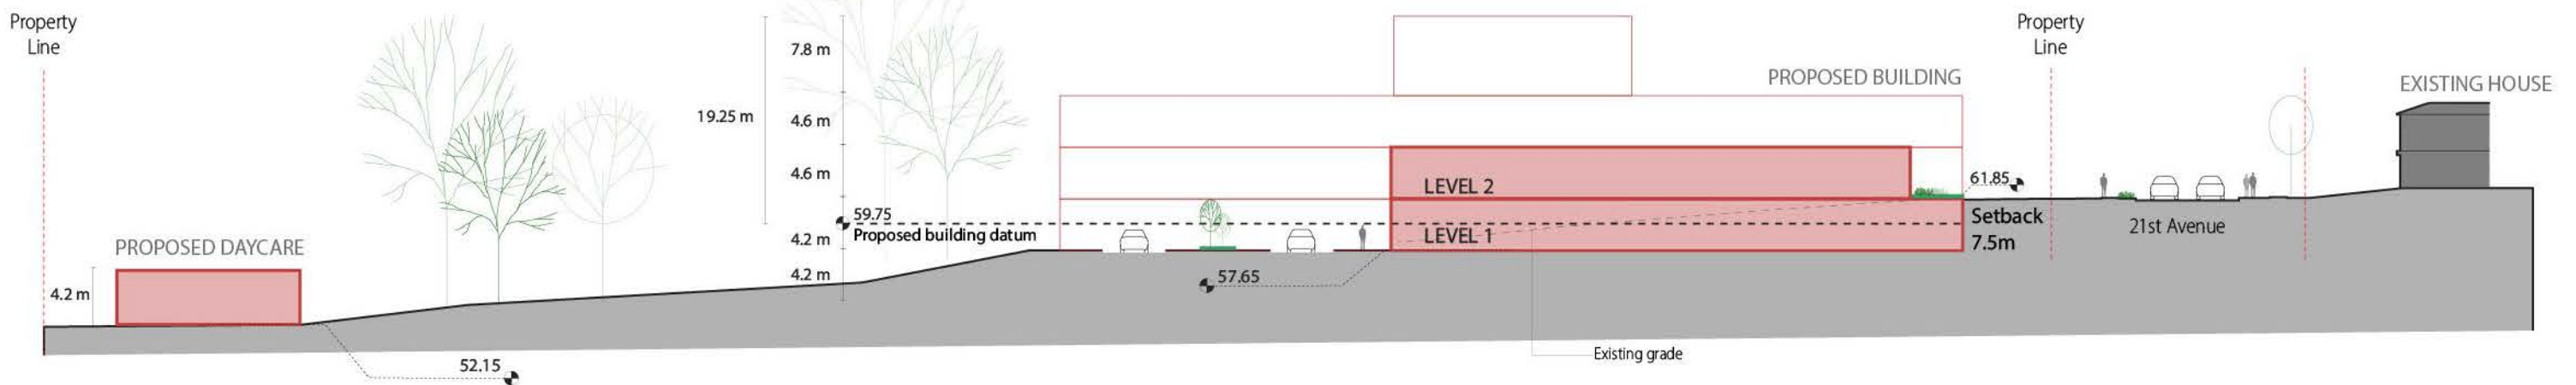 Property
Line
PROPOSED DAYCARE
4.2 m
52.15
19.25 m
7.8 m
4.6 m
4.6 m
4.2 m
4.2 m
59.75
Proposed building datum
57.65
PROPOSED BUILDING
LEVEL 2
LEVEL 1
Existing grade
61.85
Setback
7.5m
Property
Line
21st Avenue
EXISTING HOUSE